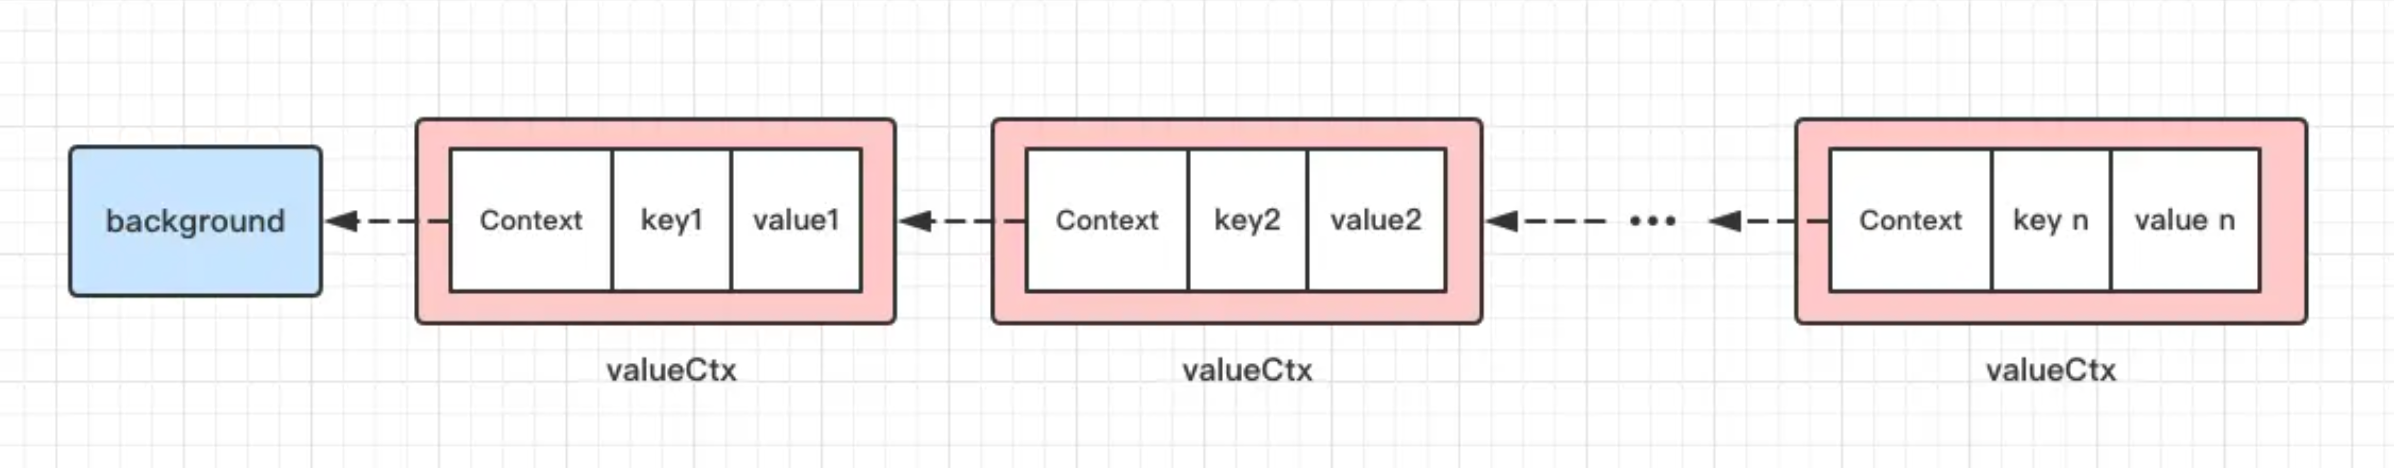 background
Context key1 value1
Context key2 value2
•••
Context key n value n
valueCtx
valueCtx
valueCtx